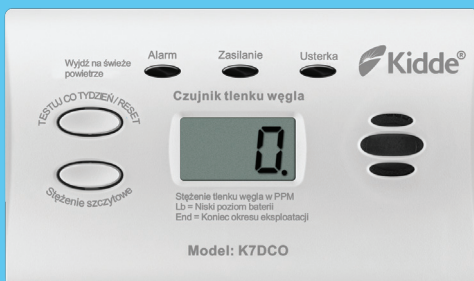 Wyjdź na świeże
powietrze
Alarm
Zasilanie
Usterka
Kidde®
TESTUJ CO TYDZIEŃ / RESET
Czujnik tlenku węgla
0.
Stężenie szczytowe
Stężenie tlenku węgla w PPM
Lb = Niski poziom baterii
End = Koniec okresu eksploatacji
Model: K7DCO